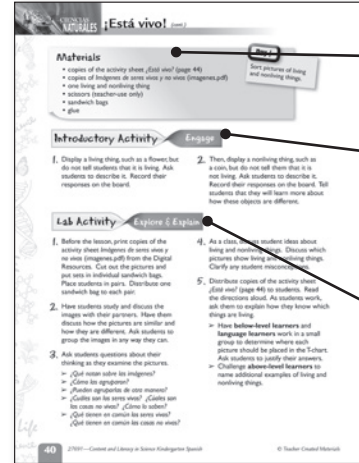 CIENCIAS
NATURALES ¡Está vivo! (cont.)
Materials
• copies of the activity sheet ¿Está vivo? (page 44)
• copies of Imágenes de seres vivos y no vivos (imagenes.pdf)
• one living and nonliving thing
• scissors (teacher-use only)
• sandwich bags
• glue
Sort pictures of living
and nonliving things.
Introductory Activity Engage
1. Display a living thing, such as a flower, but
do not tell students that it is living. Ask
students to describe it. Record their
responses on the board.
2. Then, display a nonliving thing, such as
a coin, but do not tell them that it is
not living. Ask students to describe it.
Record their responses on the board. Tell
students that they will learn more about
how these objects are different.
Lab Activity Explore & Explain
1. Before the lesson, print copies of the
activity sheet Imágenes de seres vivos y
no vivos (imagenes.pdf) from the Digital
Resources. Cut out the pictures and
put sets in individual sandwich bags.
Place students in pairs. Distribute one
sandwich bag to each pair.
2. Have students study and discuss the
images with their partners. Have them
discuss how the pictures are similar and
how they are different. Ask students to
group the images in any way they can.
3. Ask students questions about their
thinking as they examine the pictures.
➢ ¿Qué notan sobre las imágenes?
➢ ¿Cómo las agruparon?
➢ ¿Pueden agruparlas de otra manera?
➢ ¿Cuáles son los seres vivos? ¿Cuáles son
las cosas no vivas? ¿Cómo lo saben?
➢ ¿Qué tienen en común los seres vivos?
¿Qué tienen en común las cosas no vivas?
4. As a class, discuss student ideas about
living and nonliving things. Discuss which
pictures show living and nonliving things.
Clarify any student misconceptions.
5. Distribute copies of the activity sheet
¿Está vivo? (page 44) to students. Read
the directions aloud. As students work,
ask them to explain how they know which
things are living.
➢ Have below-level learners and
language learners work in a small
group to determine where each
picture should be placed in the T-chart.
Ask students to justify their answers.
➢ Challenge above-level learners to
name additional examples of living and
nonliving things.
Life
40 27697—Content and Literacy in Science Kindergarten Spanish © Teacher Created Materials